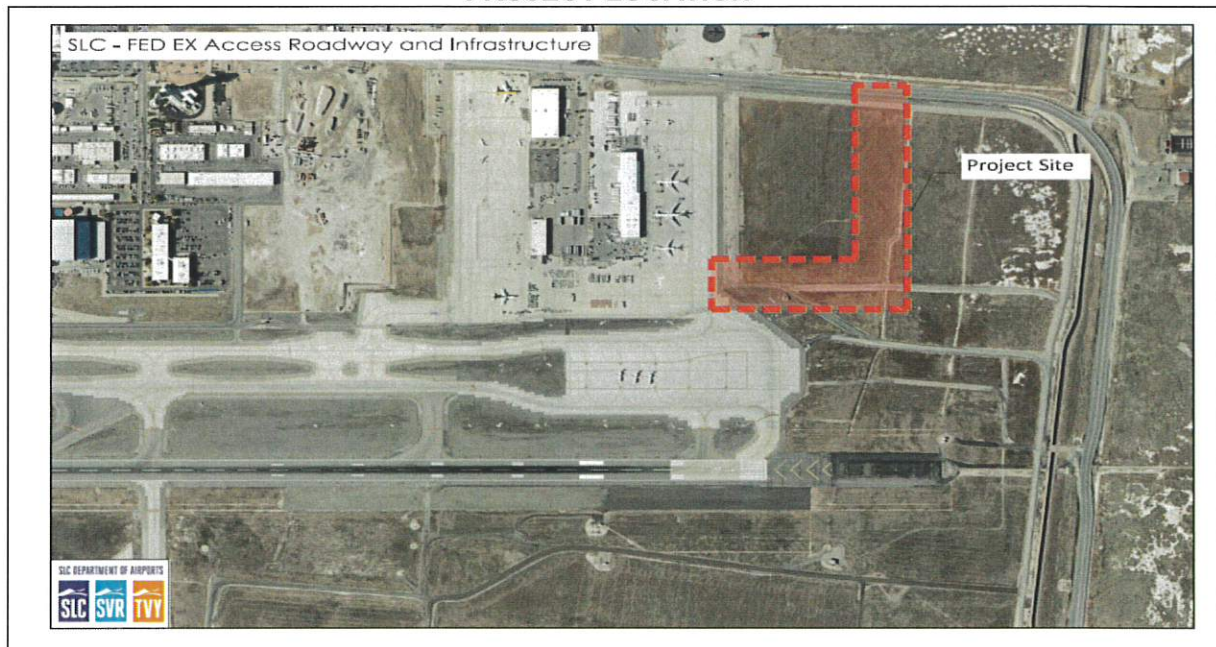 SLC - FED EX Access Roadway and Infrastructure
Project Site
SLC DEPARTMENT OF AIRPORTS
SLC SVR TVY